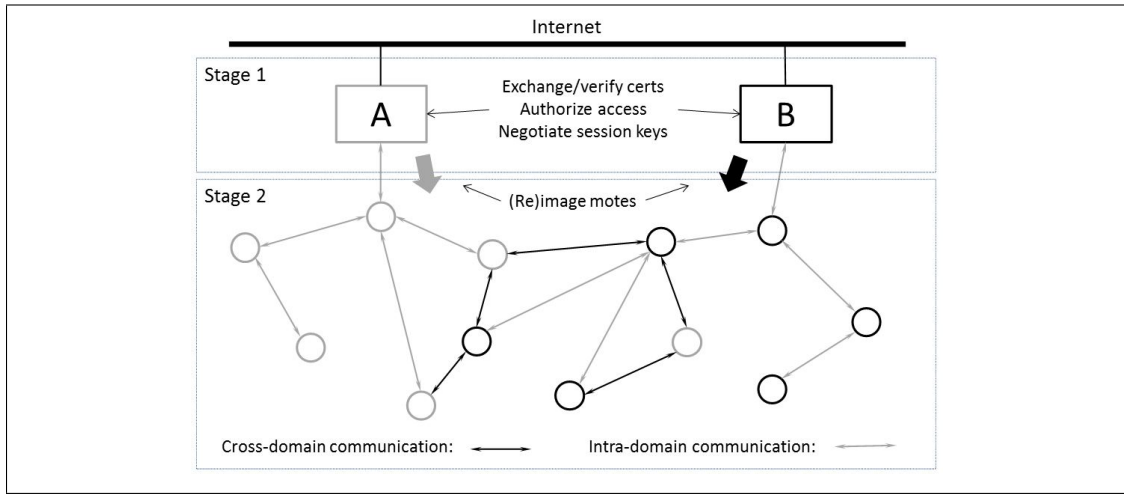 Internet
Stage 1
Exchange/verify certs
A
Authorize access
B
Negotiate session keys
Stage 2
(Re)image motes
Cross-domain communication:
Intra-domain communication: